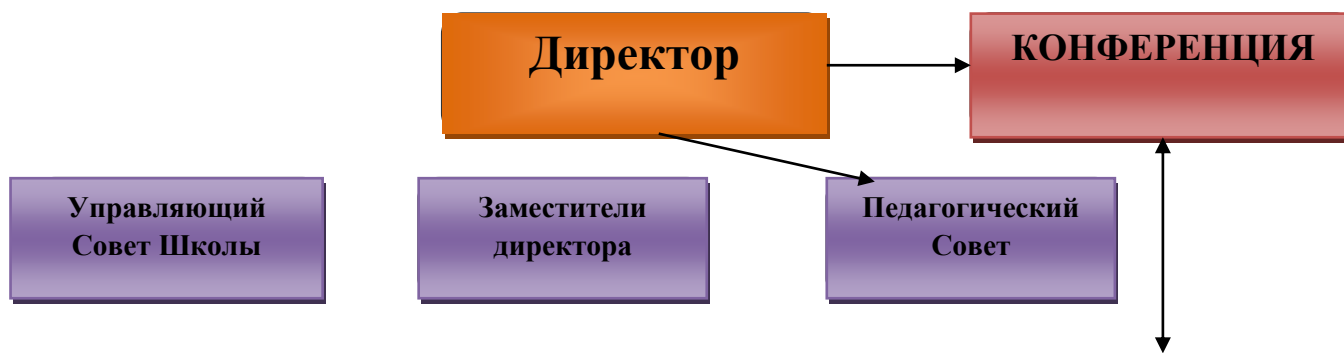 Директор
КОНФЕРЕНЦИЯ
Управляющий
Совет Школы
Заместители
директора
Педагогический
Совет